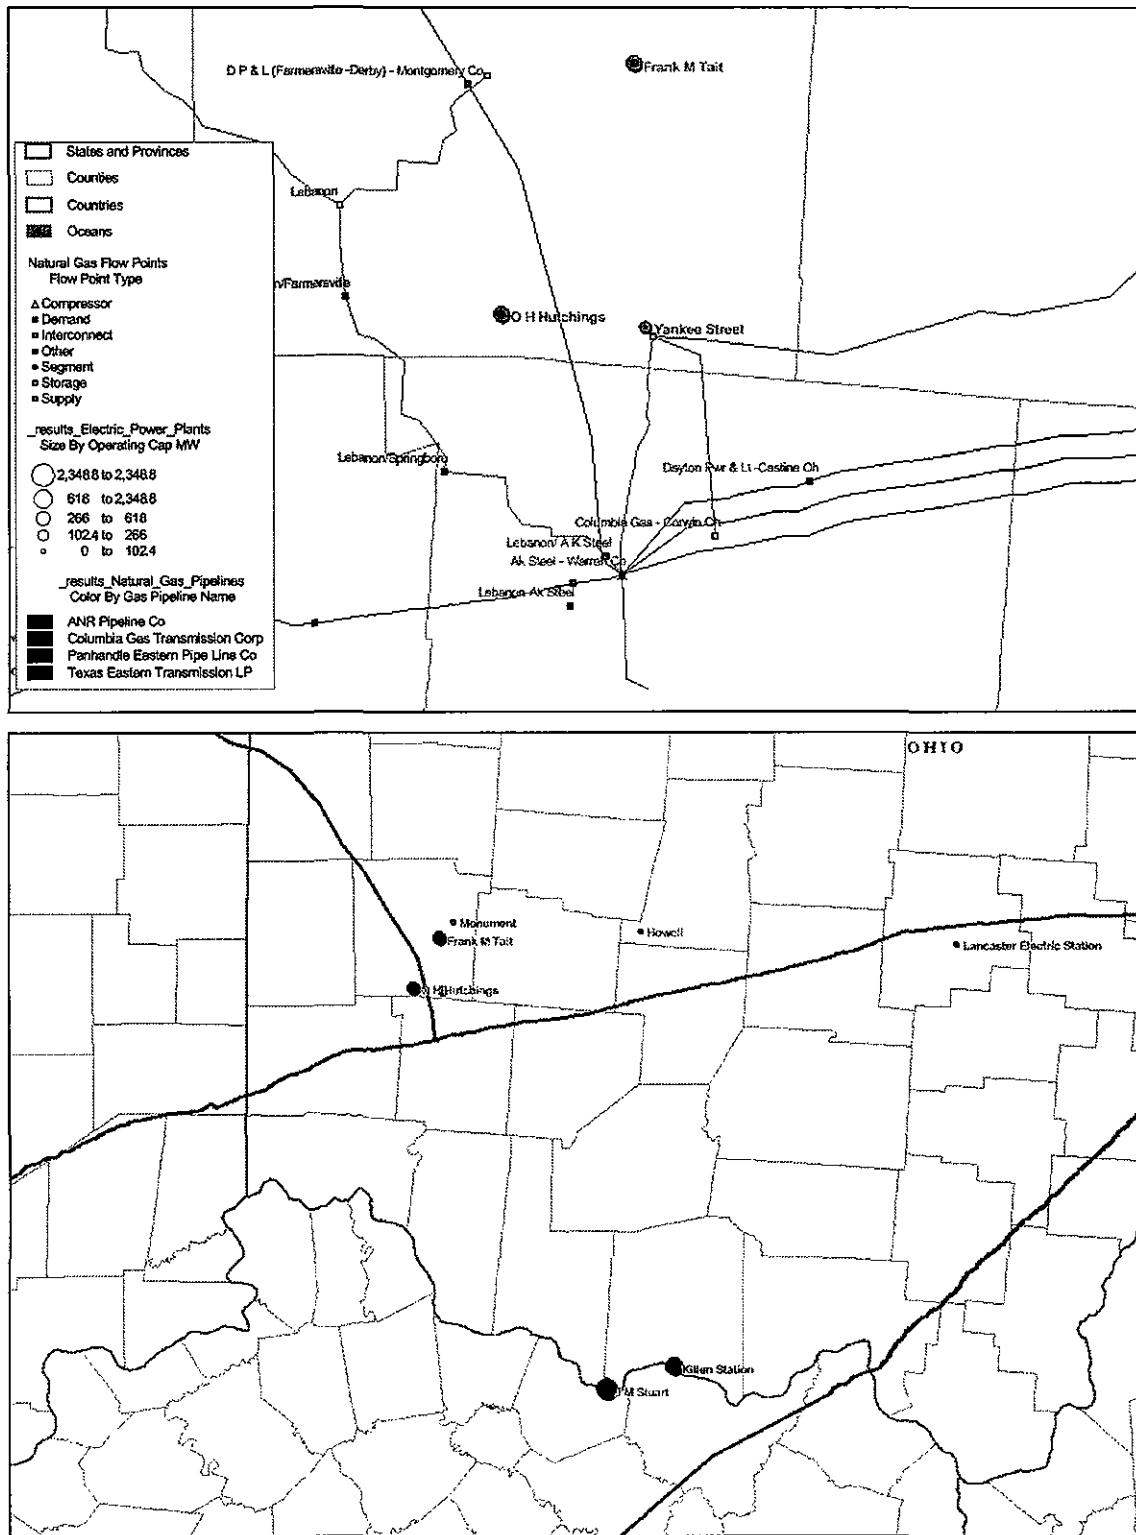 D P & L (Farmersville -Derby) - Montgomery Co
Frank M Tait
States and Provinces
Counties
Countries
Oceans
Natural Gas Flow Points
Flow Point Type
Compressor
Demand
Interconnect
Other
Segment
Storage
Supply
_results_Electric_Power_Plants
Size By Operating Cap MW
2,348.8 to 2,348.8
618 to 2,348.8
266 to 618
102.4 to 266
0 to 102.4
_results_Natural_Gas_Pipelines
Color By Gas Pipeline Name
ANR Pipeline Co
Columbia Gas Transmission Corp
Panhandle Eastern Pipe Line Co
Texas Eastern Transmission LP
Lebanon
n/Farmersville
O H Hutchings
Yankee Street
Lebanon/Springboro
Dayton Pwr & Lt -Castine Oh
Columbia Gas - Corwin Oh
Lebanon/ A K Steel
Ak Steel - Warren Co
Lebanon-Ak Steel
OHIO
Monument
Frank M Tait
Howell
Lancaster Electric Station
Hutchings
Killen Station
J M Stuart